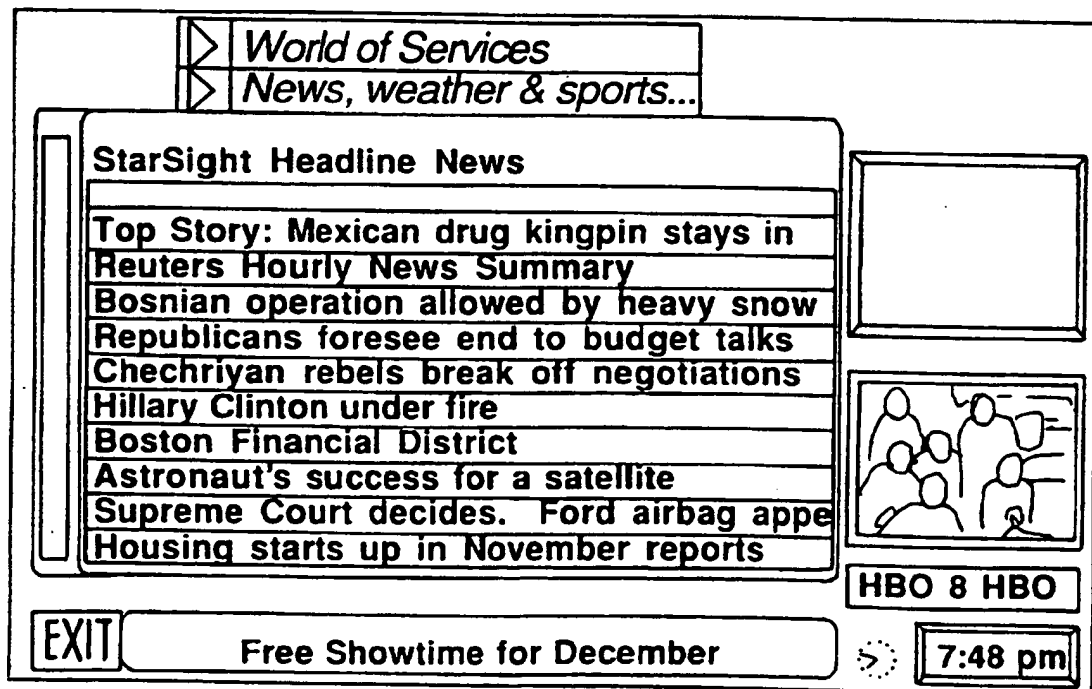 World of Services
News, weather & sports...
StarSight Headline News
Top Story: Mexican drug kingpin stays in
Reuters Hourly News Summary
Bosnian operation allowed by heavy snow
Republicans foresee end to budget talks
Chechriyan rebels break off negotiations
Hillary Clinton under fire
Boston Financial District
Astronaut's success for a satellite
Supreme Court decides. Ford airbag appe
Housing starts up in November reports
HBO 8 HBO
EXIT
Free Showtime for December
7:48 pm